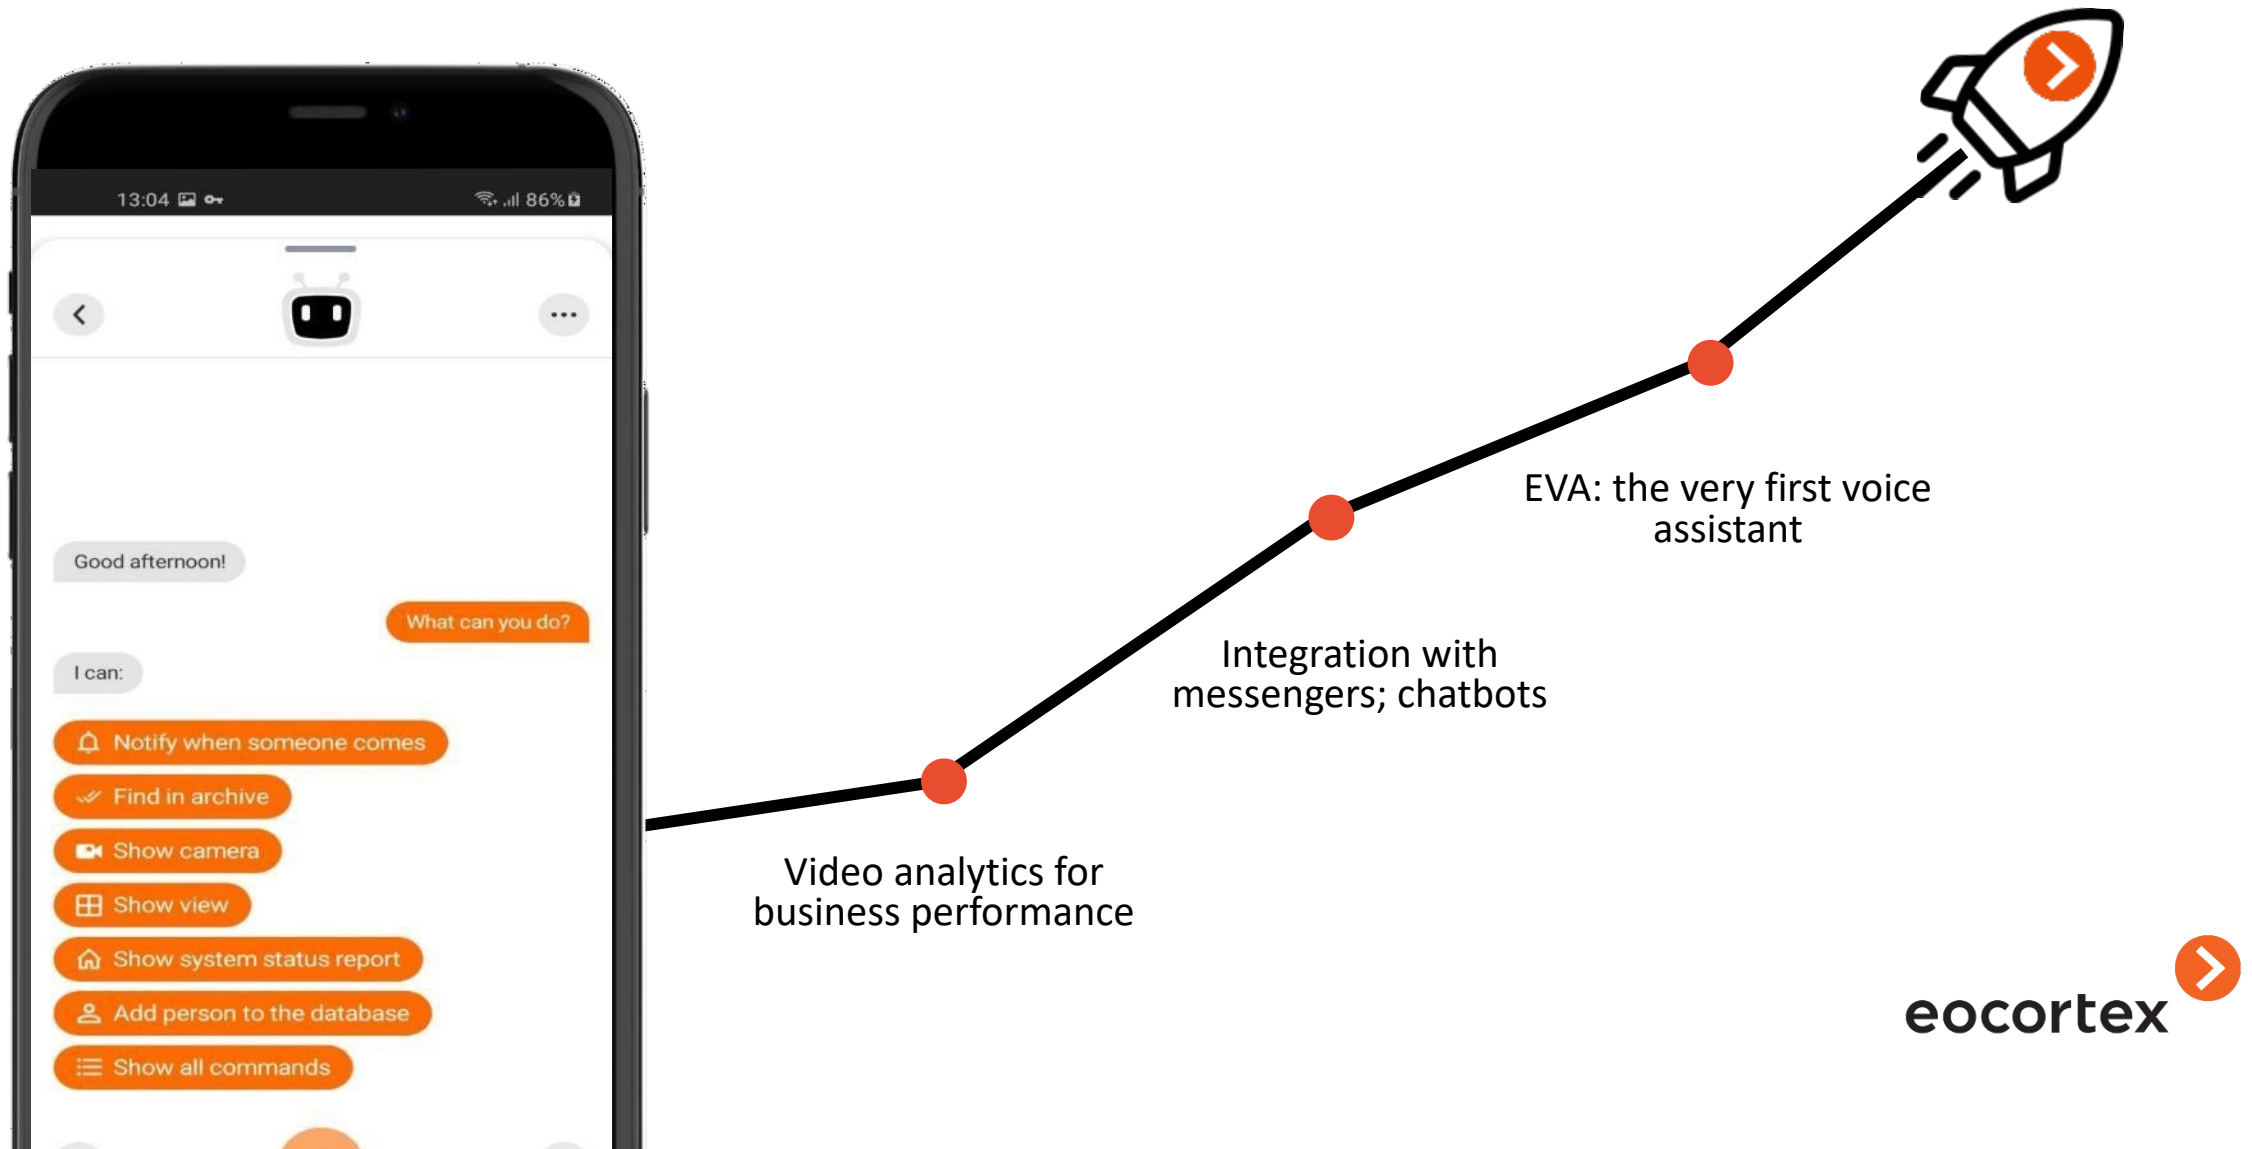 13:04
86%
Good afternoon!
What can you do?
I can:
Notify when someone comes
Find in archive
Show camera
Show view
Show system status report
Add person to the database
Show all commands
EVA: the very first voice
assistant
Integration with
messengers; chatbots
Video analytics for
business performance
eocortex